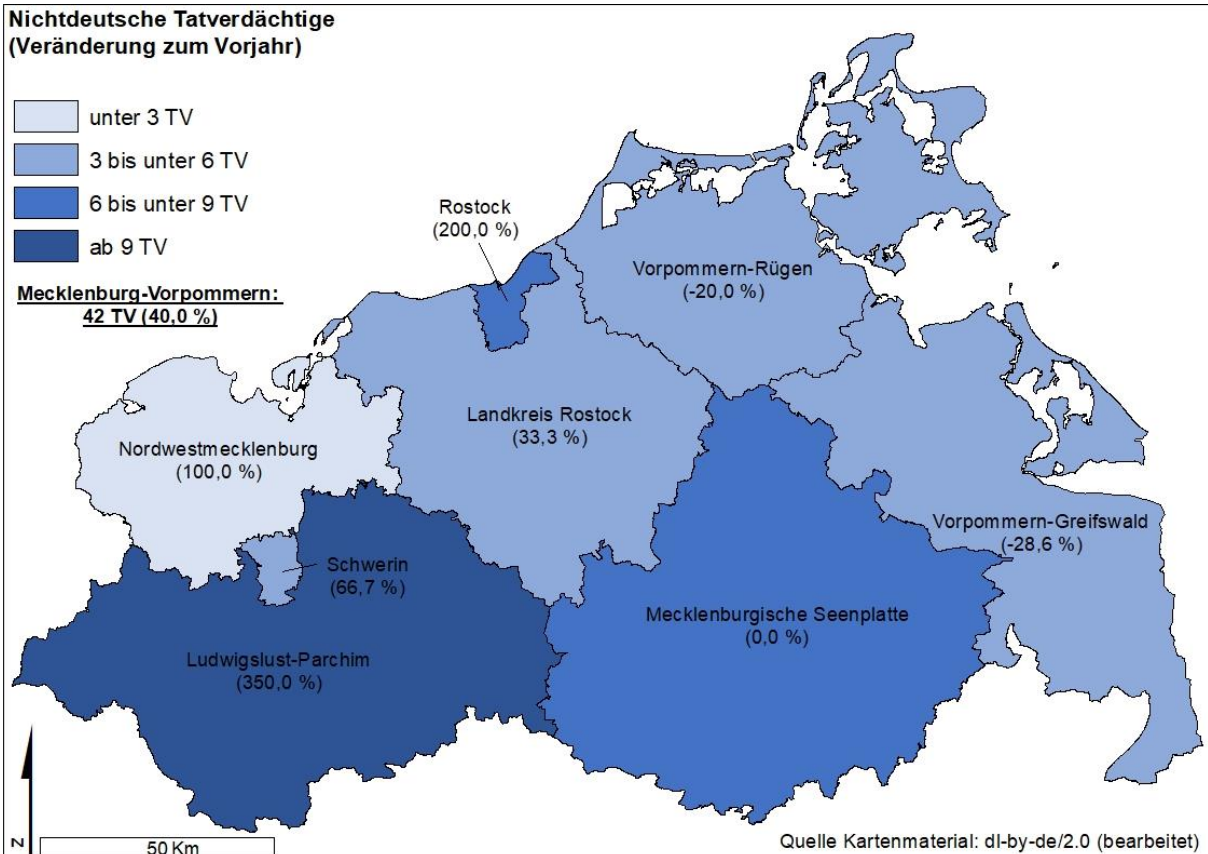 Nichtdeutsche Tatverdächtige
(Veränderung zum Vorjahr)
unter 3 TV
3 bis unter 6 TV
6 bis unter 9 TV
ab 9 TV
Mecklenburg-Vorpommern:
42 TV (40,0 %)
Rostock
(200,0 %)
Vorpommern-Rügen
(-20,0 %)
Landkreis Rostock
(33,3 %)
Nordwestmecklenburg
(100,0 %)
Vorpommern-Greifswald
(-28,6 %)
Schwerin
(66,7 %)
Mecklenburgische Seenplatte
(0,0 %)
Ludwigslust-Parchim
(350,0 %)
N
50 Km
Quelle Kartenmaterial: dl-by-de/2.0 (bearbeitet)